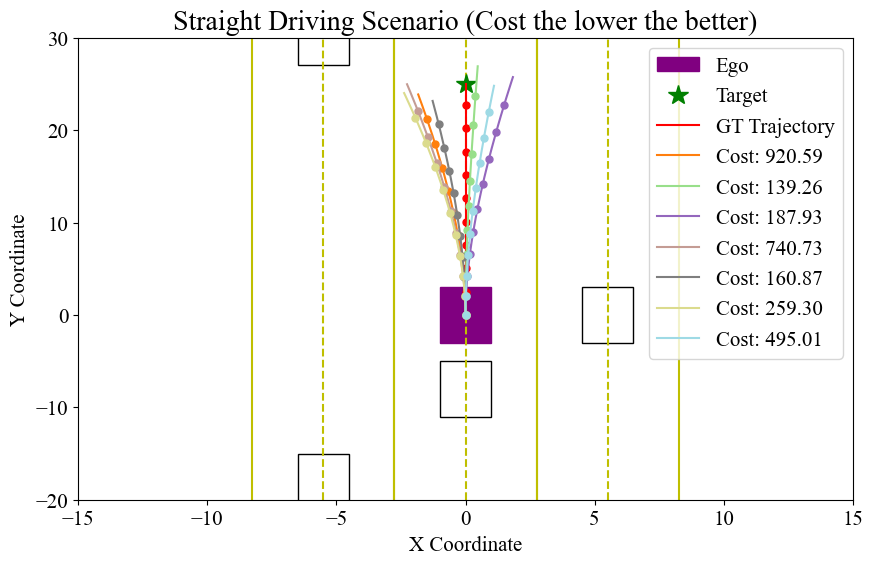 Straight Driving Scenario (Cost the lower the better)
30
20
10
0
−10
−20
Y Coordinate
−15
−10
−5
0
5
10
15
X Coordinate
Ego
Target
GT Trajectory
Cost: 920.59
Cost: 139.26
Cost: 187.93
Cost: 740.73
Cost: 160.87
Cost: 259.30
Cost: 495.01